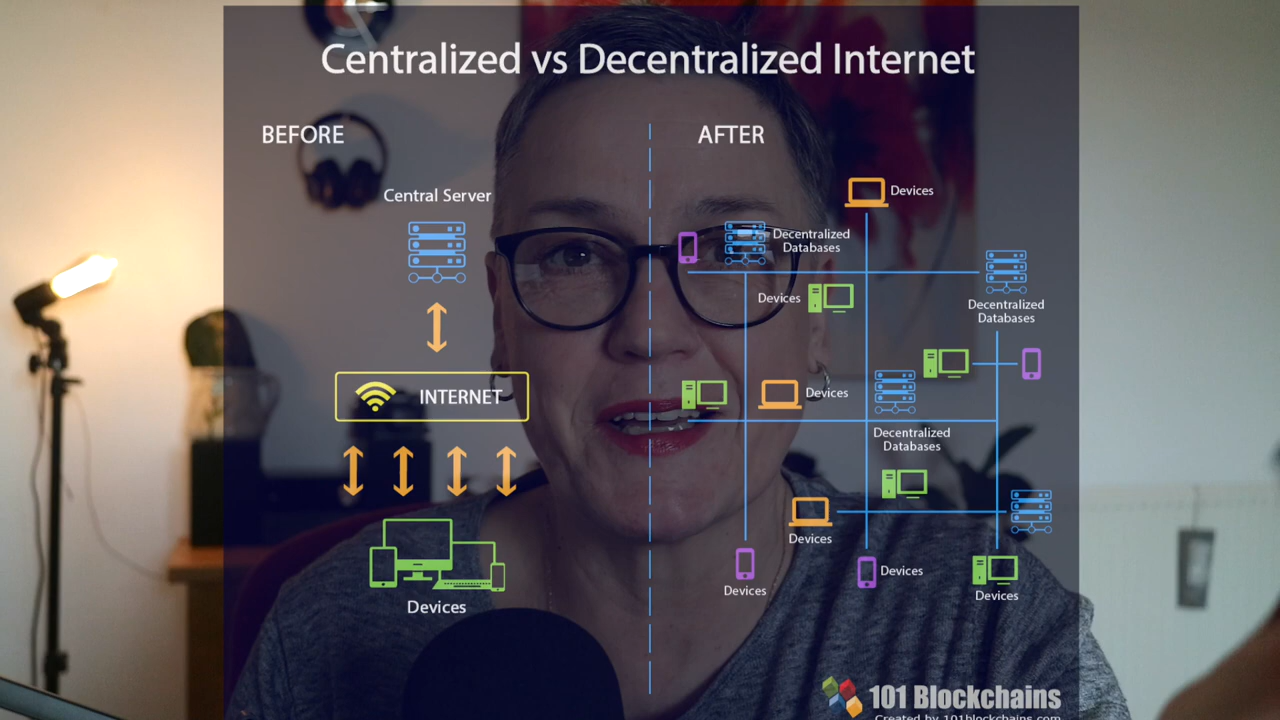 Centralized vs Decentralized Internet
BEFORE
Central Server
INTERNET
Devices
AFTER
Devices
Decentralized
Databases
Devices
Decentralized
Databases
Devices
Decentralized
Databases
Devices
Devices
Devices
Devices
101 Blockchains
Created by 101blockchains.com